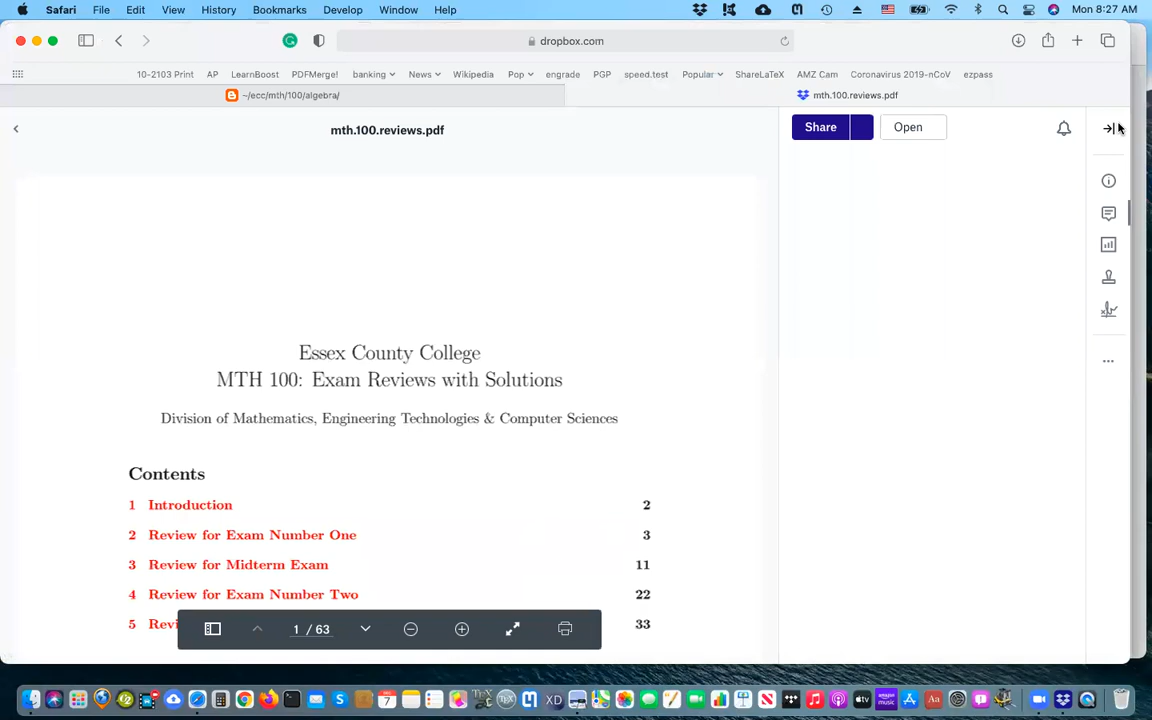 Safari File Edit View History Bookmarks Develop Window Help Mon 8:27 AM
dropbox.com
10-2103 Print AP LearnBoost PDFMerge! banking News Wikipedia Pop engrade PGP speed.test Popular ShareLaTeX AMZ Cam Coronavirus 2019-nCoV ezpass
~/ecc/mth/100/algebra/ mth.100.reviews.pdf
mth.100.reviews.pdf Share Open
Essex County College
MTH 100: Exam Reviews with Solutions
Division of Mathematics, Engineering Technologies & Computer Sciences
Contents
1 Introduction 2
2 Review for Exam Number One 3
3 Review for Midterm Exam 11
4 Review for Exam Number Two 22
5 Revi 33
1 / 63